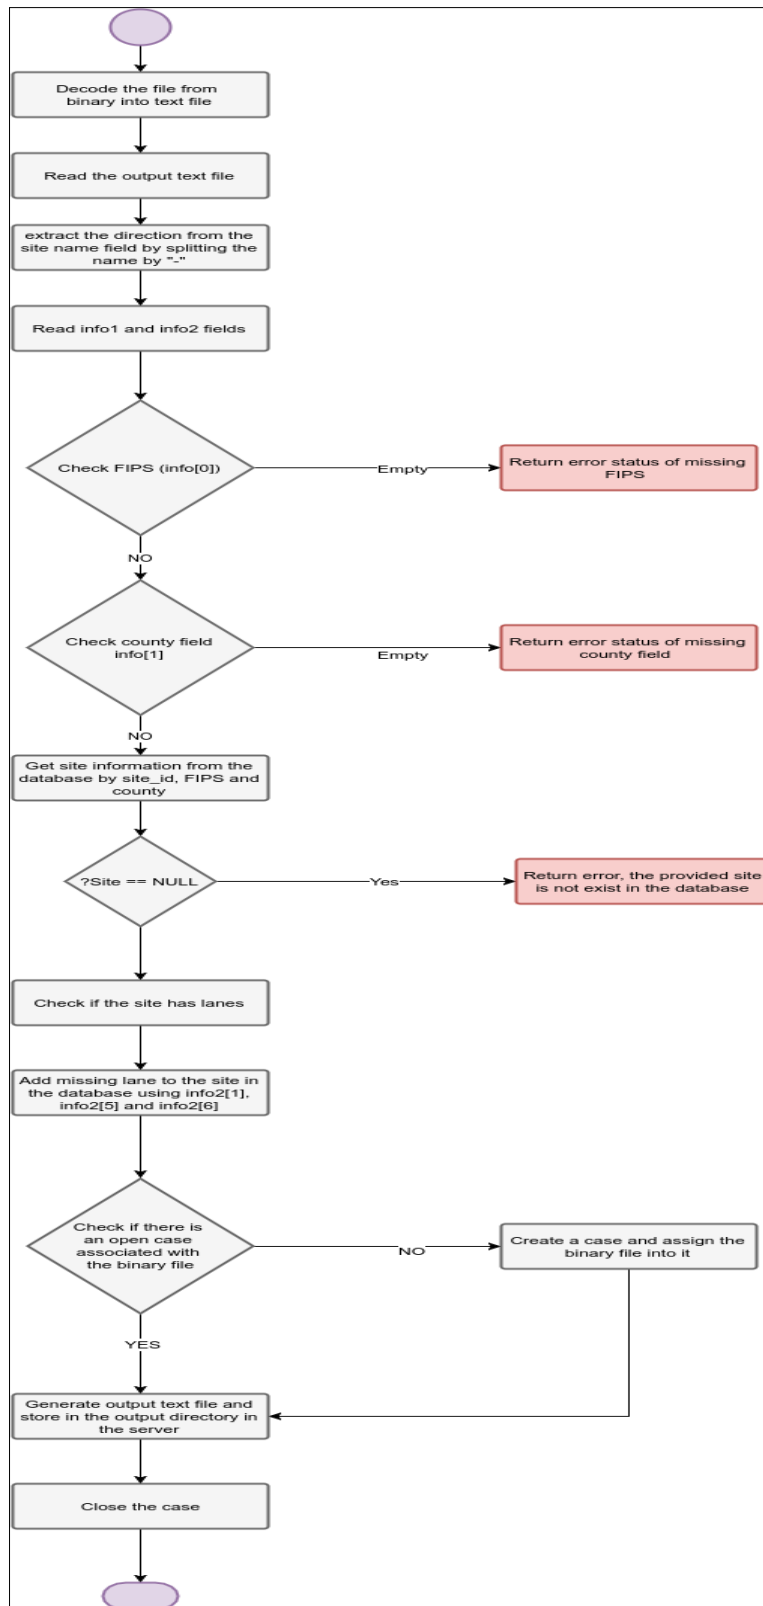 Decode the file from
binary into text file
Read the output text file
extract the direction from the
site name field by splitting the
name by "-"
Read info1 and info2 fields
Check FIPS (info[0])
Empty
Return error status of missing
FIPS
NO
Check county field
info[1]
Empty
Return error status of missing
county field
NO
Get site information from the
database by site_id, FIPS and
county
?Site == NULL
Yes
Return error, the provided site
is not exist in the database
Check if the site has lanes
Add missing lane to the site in
the database using info2[1],
info2[5] and info2[6]
Check if there is
an open case
associated with
the binary file
NO
Create a case and assign the
binary file into it
YES
Generate output text file and
store in the output directory in
the server
Close the case